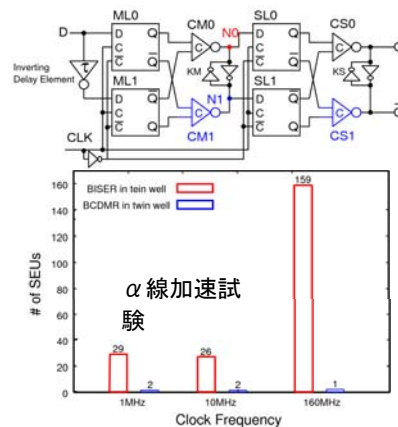 ML0 CM0 SL0 CS0
D D Q C N0 D Q C
C Q̅ C Q̅
Inverting
Delay Element
τ C̅ Q KM C̅ Q KS
ML1 SL1
D Q̅ N1 D Q̅
C Q C C Q C
C̅ Q CM1 C̅ Q CS1
CLK
# of SEUs
160
140
120
100
80
60
40
20
0
BISER in tein well
BCDMR in twin well
159
α線加速試
験
29
2
26
2
1
1MHz 10MHz 160MHz
Clock Frequency